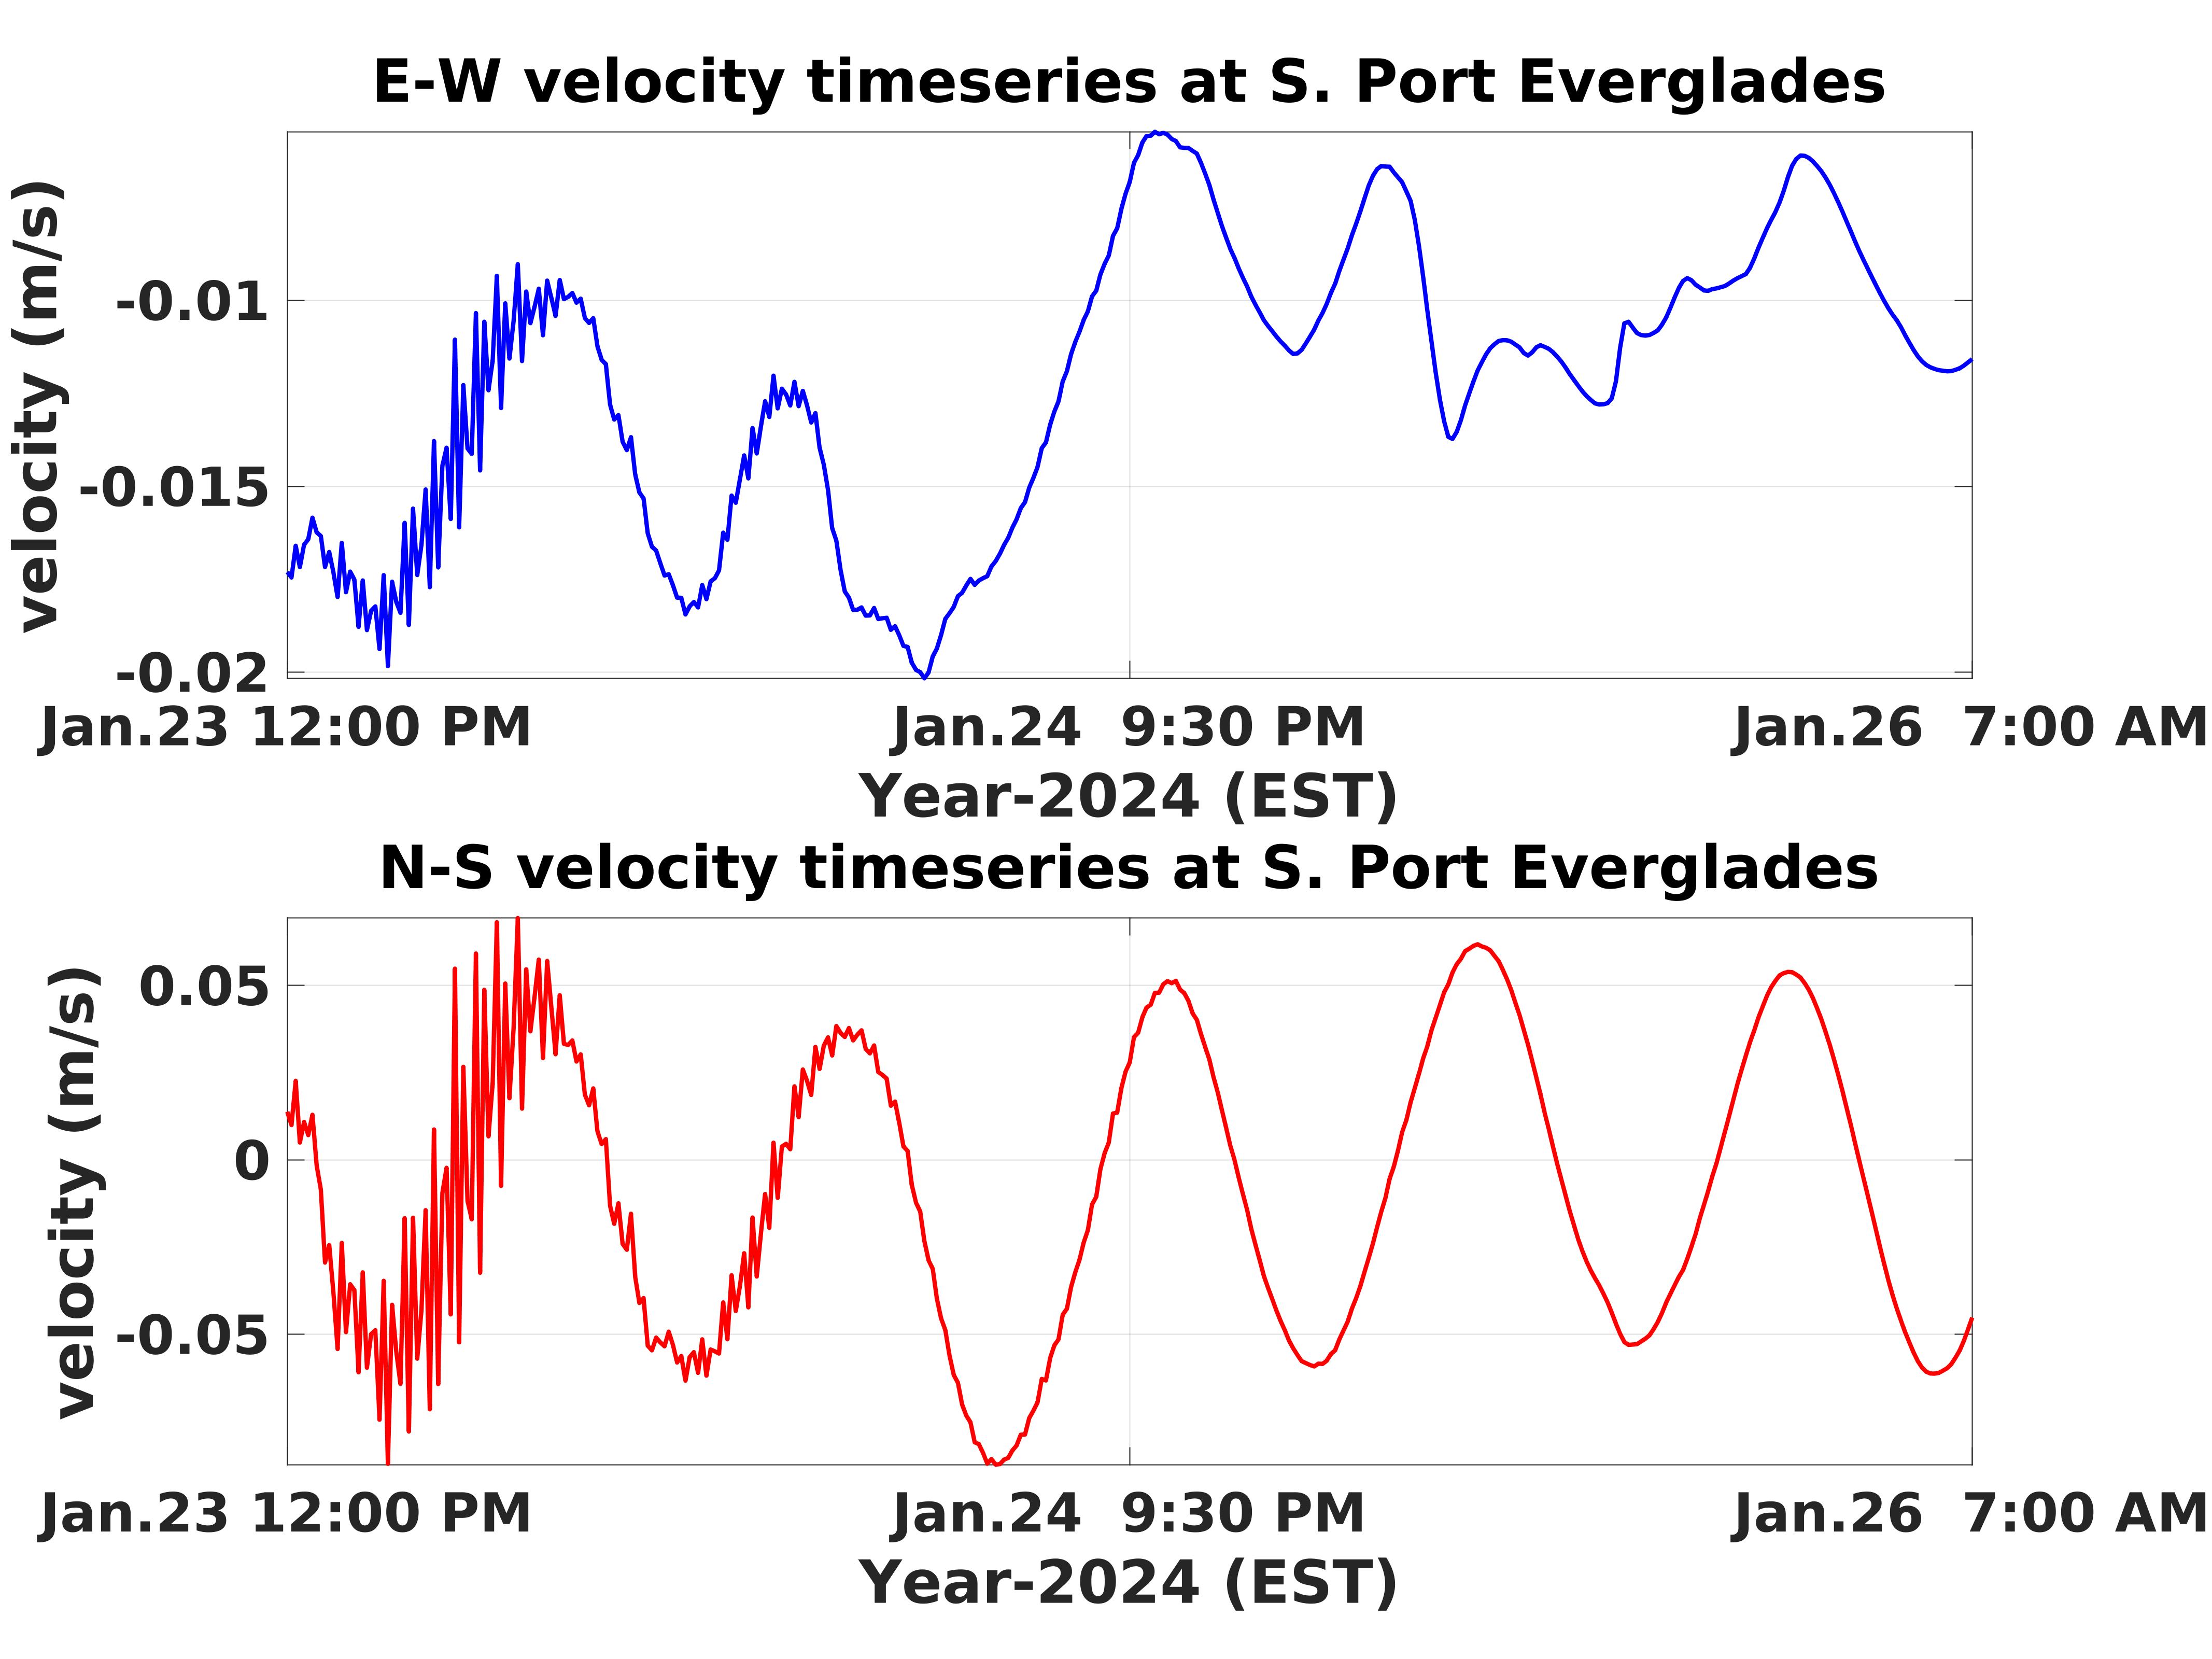 E-W velocity timeseries at S. Port Everglades
velocity (m/s)
-0.01
-0.015
-0.02
Jan.23 12:00 PM Jan.24 9:30 PM Jan.26 7:00 AM
Year-2024 (EST)
N-S velocity timeseries at S. Port Everglades
velocity (m/s)
0.05
0
-0.05
Jan.23 12:00 PM Jan.24 9:30 PM Jan.26 7:00 AM
Year-2024 (EST)